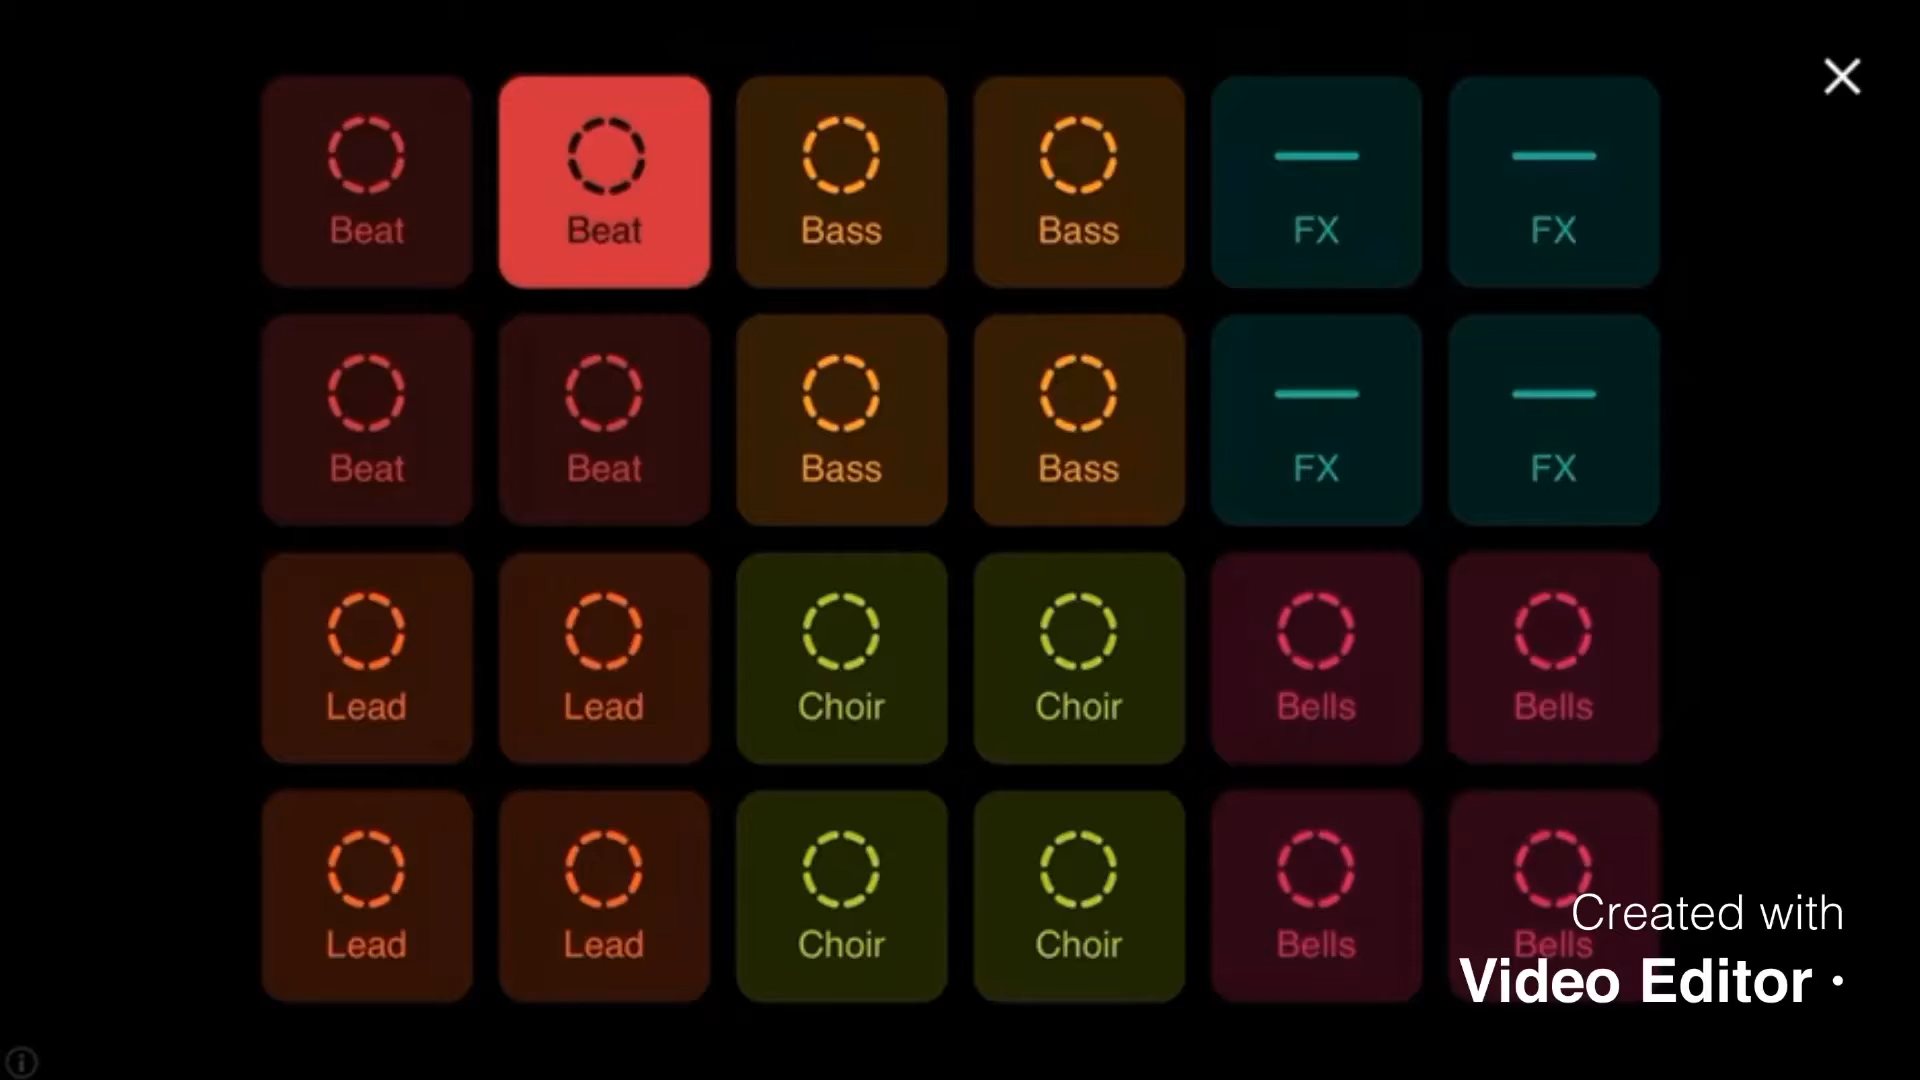 Beat Beat Bass Bass FX FX
Beat Beat Bass Bass FX FX
Lead Lead Choir Choir Bells Bells
Lead Lead Choir Choir Bells Bells
Created with
Video Editor ·